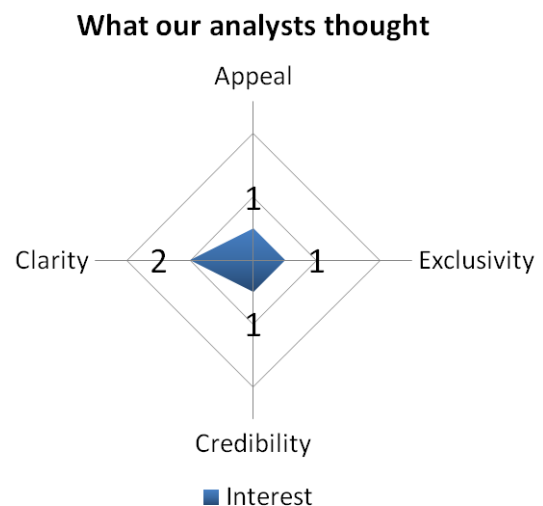 What our analysts thought
Appeal
1
Clarity 2 1 Exclusivity
1
Credibility
Interest